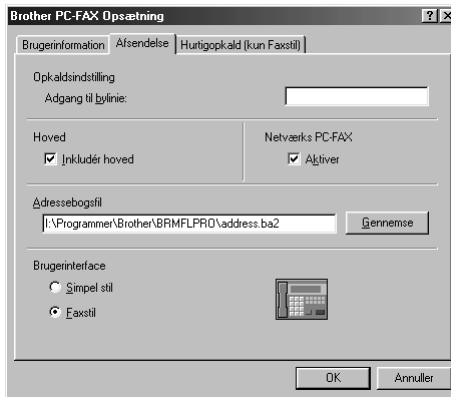 Brother PC-FAX Opsætning
Brugerinformation Afsendelse Hurtigopkald (kun Faxstil)
Opkaldsindstilling
Adgang til bylinie:
Hoved
Inkludér hoved
Netværks PC-FAX
Aktiver
Adressebogsfil
I:\Programmer\Brother\BRMFLPRO\address.ba2
Gennemse
Brugerinterface
Simpel stil
Faxstil
OK Annuller